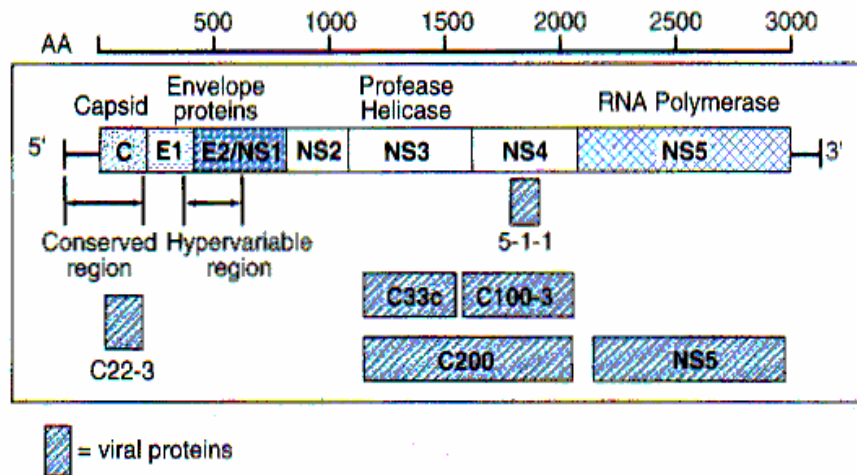 AA 500 1000 1500 2000 2500 3000
Capsid Envelope proteins Profease Helicase RNA Polymerase
5' C E1 E2/NS1 NS2 NS3 NS4 NS5 3'
Conserved region Hypervariable region 5-1-1
C33c C100-3
C22-3 C200 NS5
= viral proteins